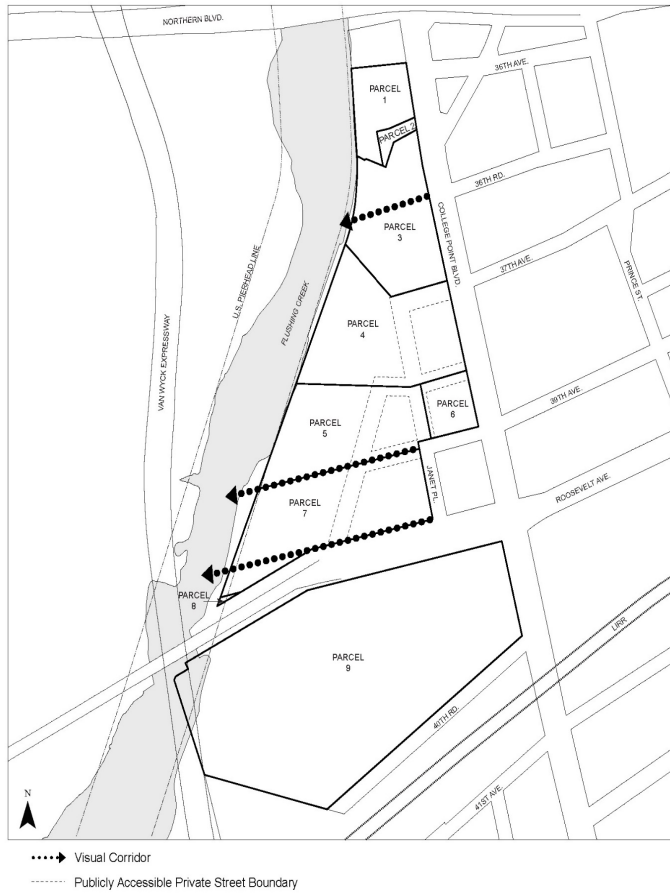 NORTHERN BLVD.
36TH AVE.
PARCEL
1
PARCEL 2
36TH RD.
COLLEGE POINT BLVD.
PARCEL
3
37TH AVE.
PRINCE ST.
U.S. PIERHEAD LINE
FLUSHING CREEK
VAN WYCK EXPRESSWAY
PARCEL
4
39TH AVE.
PARCEL
6
PARCEL
5
JANET PL.
ROOSEVELT AVE.
PARCEL
7
PARCEL
8
LIRR
PARCEL
9
40TH RD.
41ST AVE.
N
Visual Corridor
Publicly Accessible Private Street Boundary